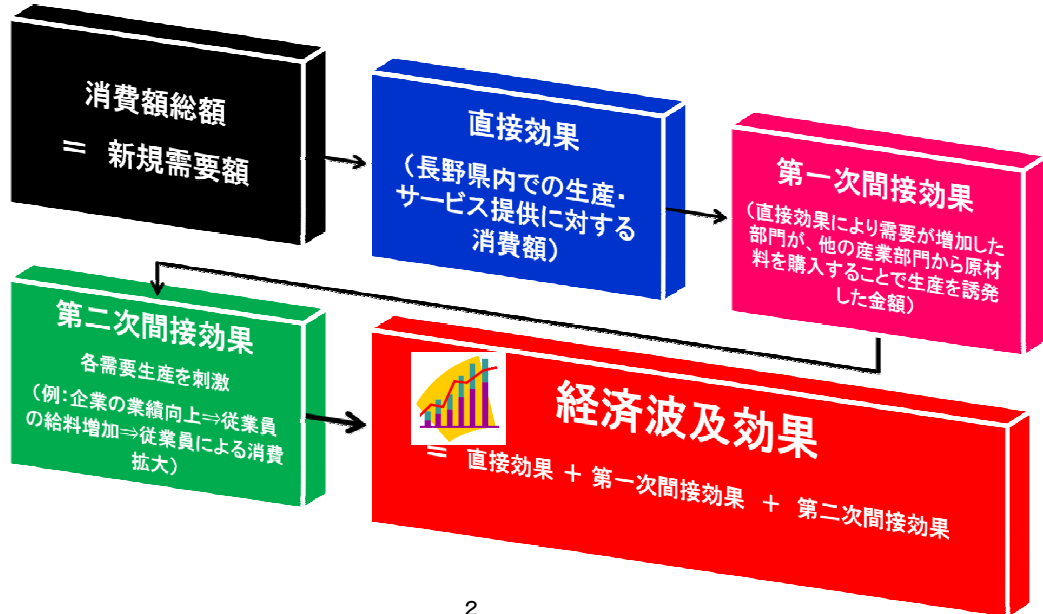 消費額総額
＝ 新規需要額
直接効果
（長野県内での生産・
サービス提供に対する
消費額）
第一次間接効果
（直接効果により需要が増加した
部門が、他の産業部門から原材
料を購入することで生産を誘発
した金額）
第二次間接効果
各需要生産を刺激
（例：企業の業績向上⇒従業員
の給料増加⇒従業員による消費
拡大）
経済波及効果
＝ 直接効果 ＋ 第一次間接効果 ＋ 第二次間接効果
2